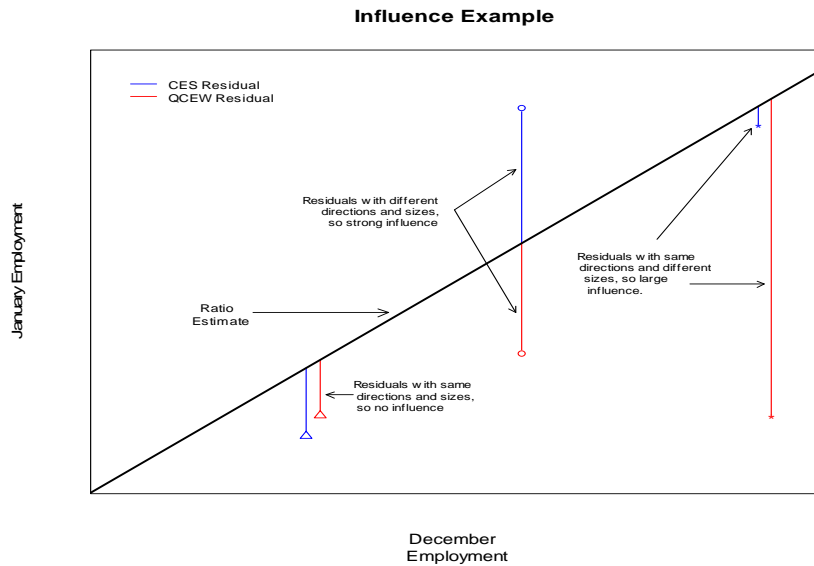 Influence Example
CES Residual
QCEW Residual
Residuals with different
directions and sizes,
so strong influence
Residuals with same
directions and different
sizes, so large
influence.
Ratio
Estimate
Residuals with same
directions and sizes,
so no influence
January Employment
December
Employment